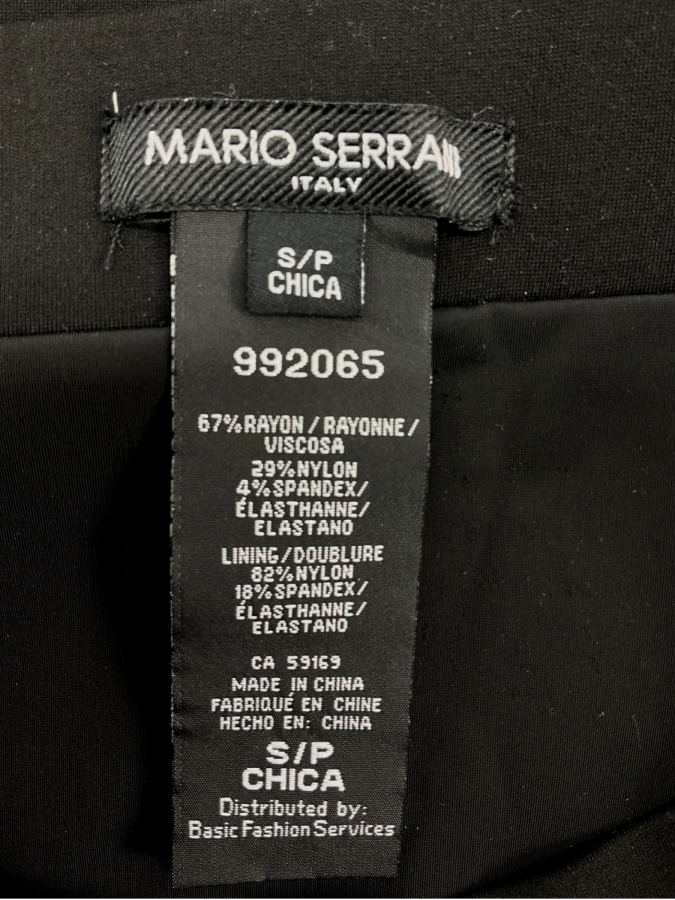 MARIO SERRANI
ITALY
S/P
CHICA
992065
67%RAYON / RAYONNE /
VISCOSA
29%NYLON
4%SPANDEX/
ÉLASTHANNE/
ELASTANO
LINING/DOUBLURE
82%NYLON
18%SPANDEX/
ÉLASTHANNE/
ELASTANO
CA 59169
MADE IN CHINA
FABRIQUÉ EN CHINE
HECHO EN: CHINA
S/P
CHICA
Distributed by:
Basic Fashion Services